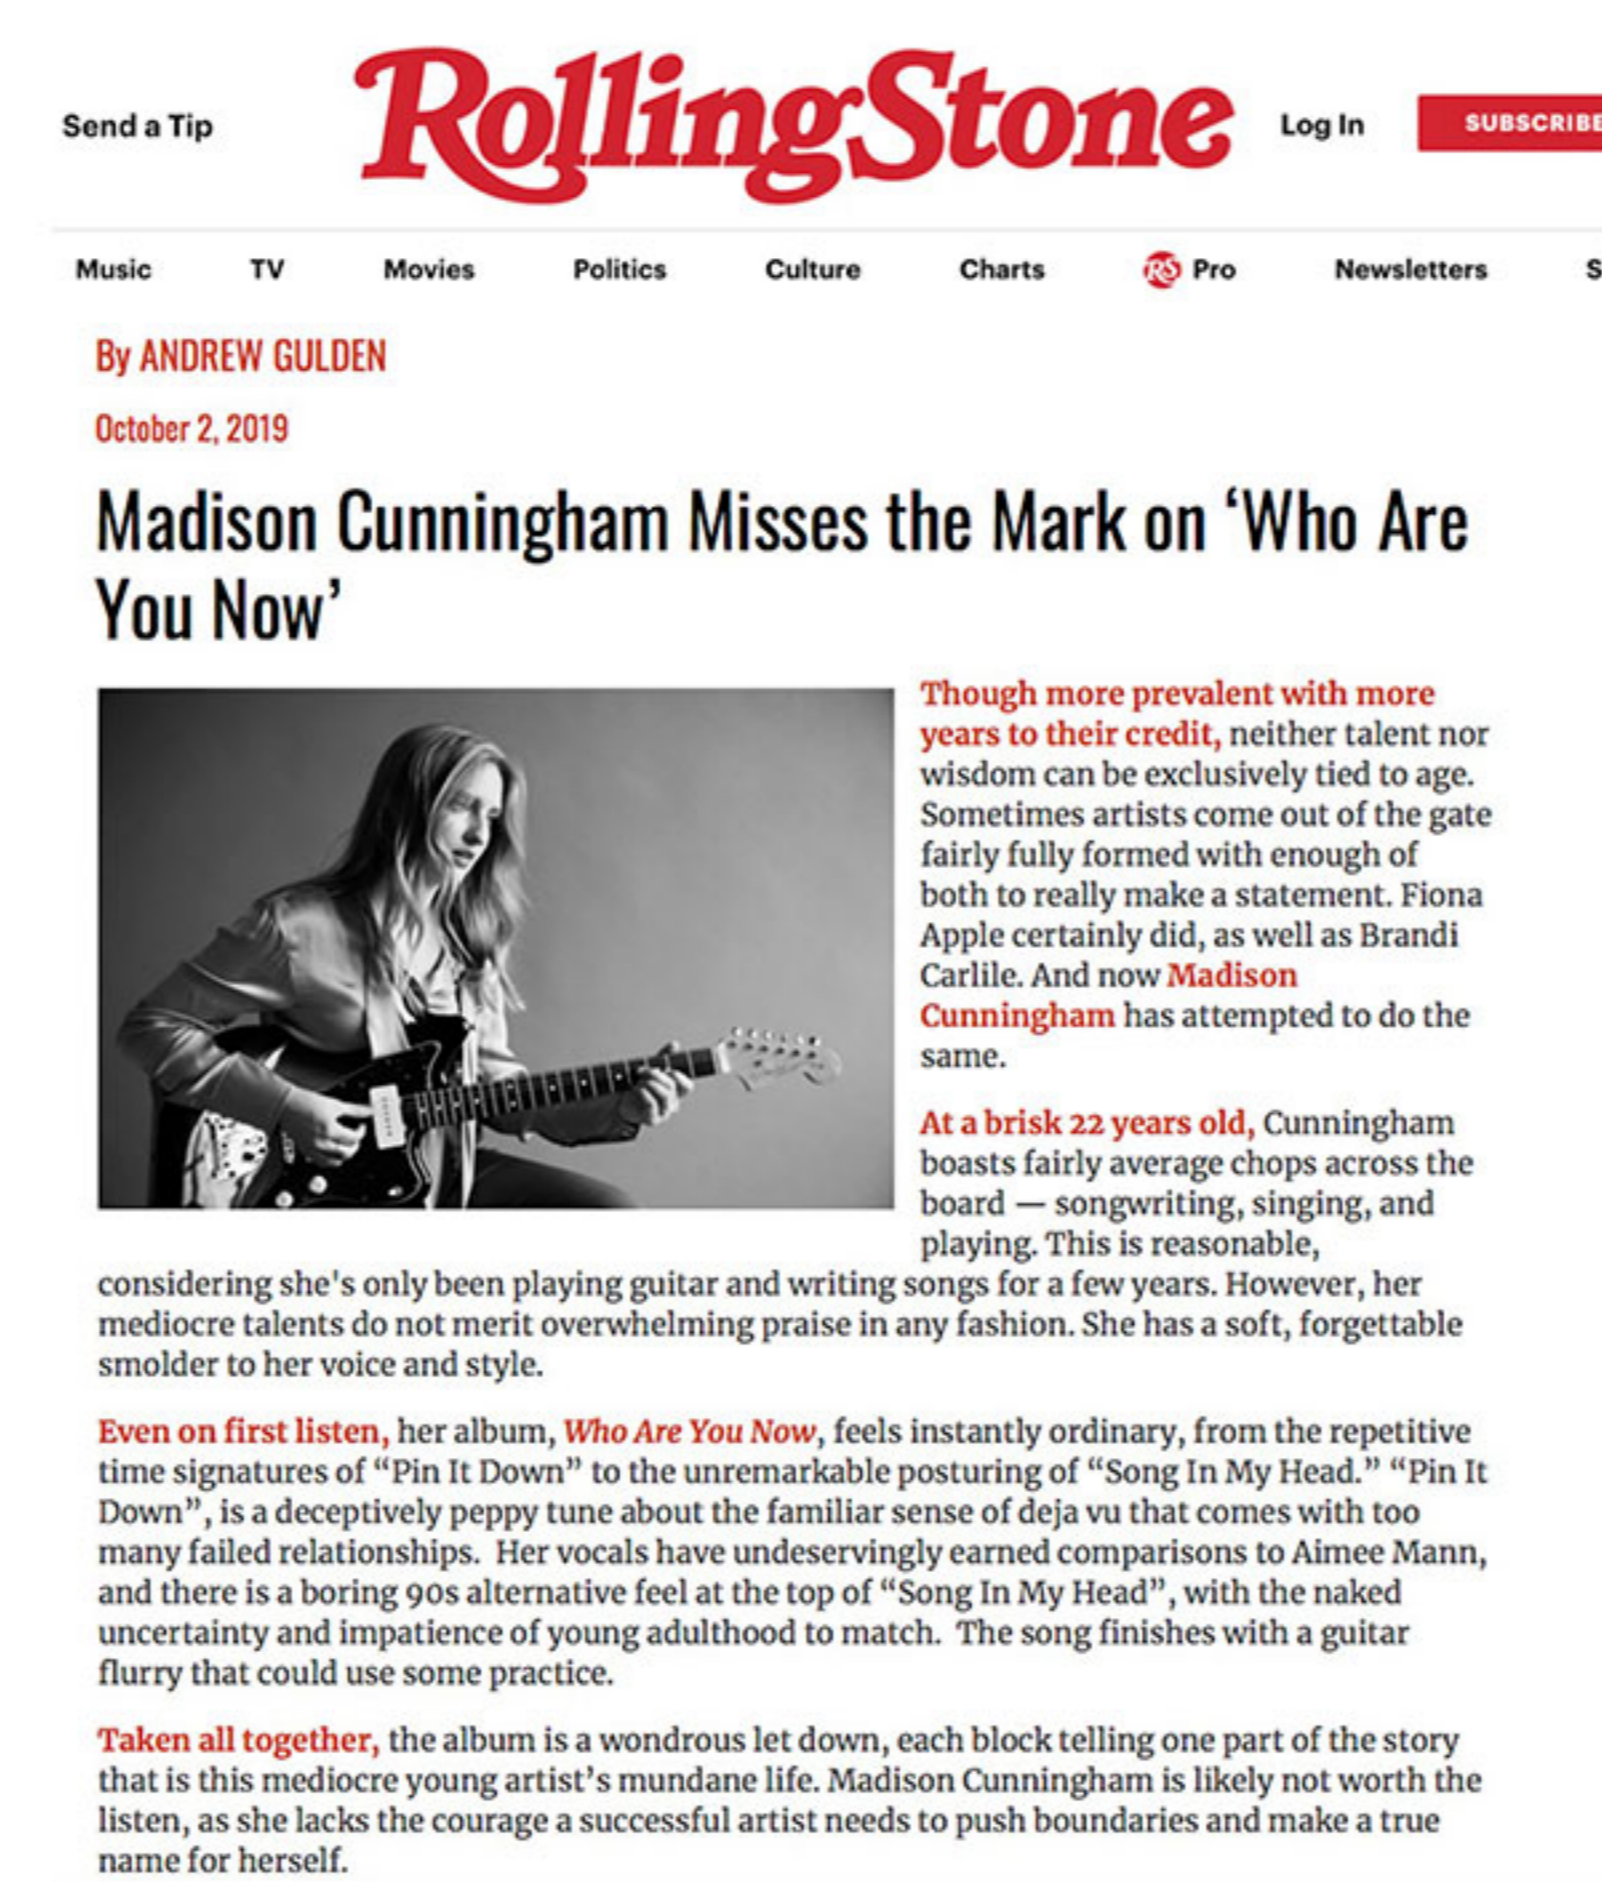 Send a Tip
RollingStone
Log In
SUBSCRIBE
Music TV Movies Politics Culture Charts RS Pro Newsletters S
By ANDREW GULDEN
October 2, 2019
Madison Cunningham Misses the Mark on ‘Who Are
You Now’
Though more prevalent with more
years to their credit, neither talent nor
wisdom can be exclusively tied to age.
Sometimes artists come out of the gate
fairly fully formed with enough of
both to really make a statement. Fiona
Apple certainly did, as well as Brandi
Carlile. And now Madison
Cunningham has attempted to do the
same.
At a brisk 22 years old, Cunningham
boasts fairly average chops across the
board — songwriting, singing, and
playing. This is reasonable,
considering she's only been playing guitar and writing songs for a few years. However, her
mediocre talents do not merit overwhelming praise in any fashion. She has a soft, forgettable
smolder to her voice and style.
Even on first listen, her album, Who Are You Now, feels instantly ordinary, from the repetitive
time signatures of “Pin It Down” to the unremarkable posturing of “Song In My Head.” “Pin It
Down”, is a deceptively peppy tune about the familiar sense of deja vu that comes with too
many failed relationships.  Her vocals have undeservingly earned comparisons to Aimee Mann,
and there is a boring 90s alternative feel at the top of “Song In My Head”, with the naked
uncertainty and impatience of young adulthood to match.  The song finishes with a guitar
flurry that could use some practice.
Taken all together, the album is a wondrous let down, each block telling one part of the story
that is this mediocre young artist’s mundane life. Madison Cunningham is likely not worth the
listen, as she lacks the courage a successful artist needs to push boundaries and make a true
name for herself.